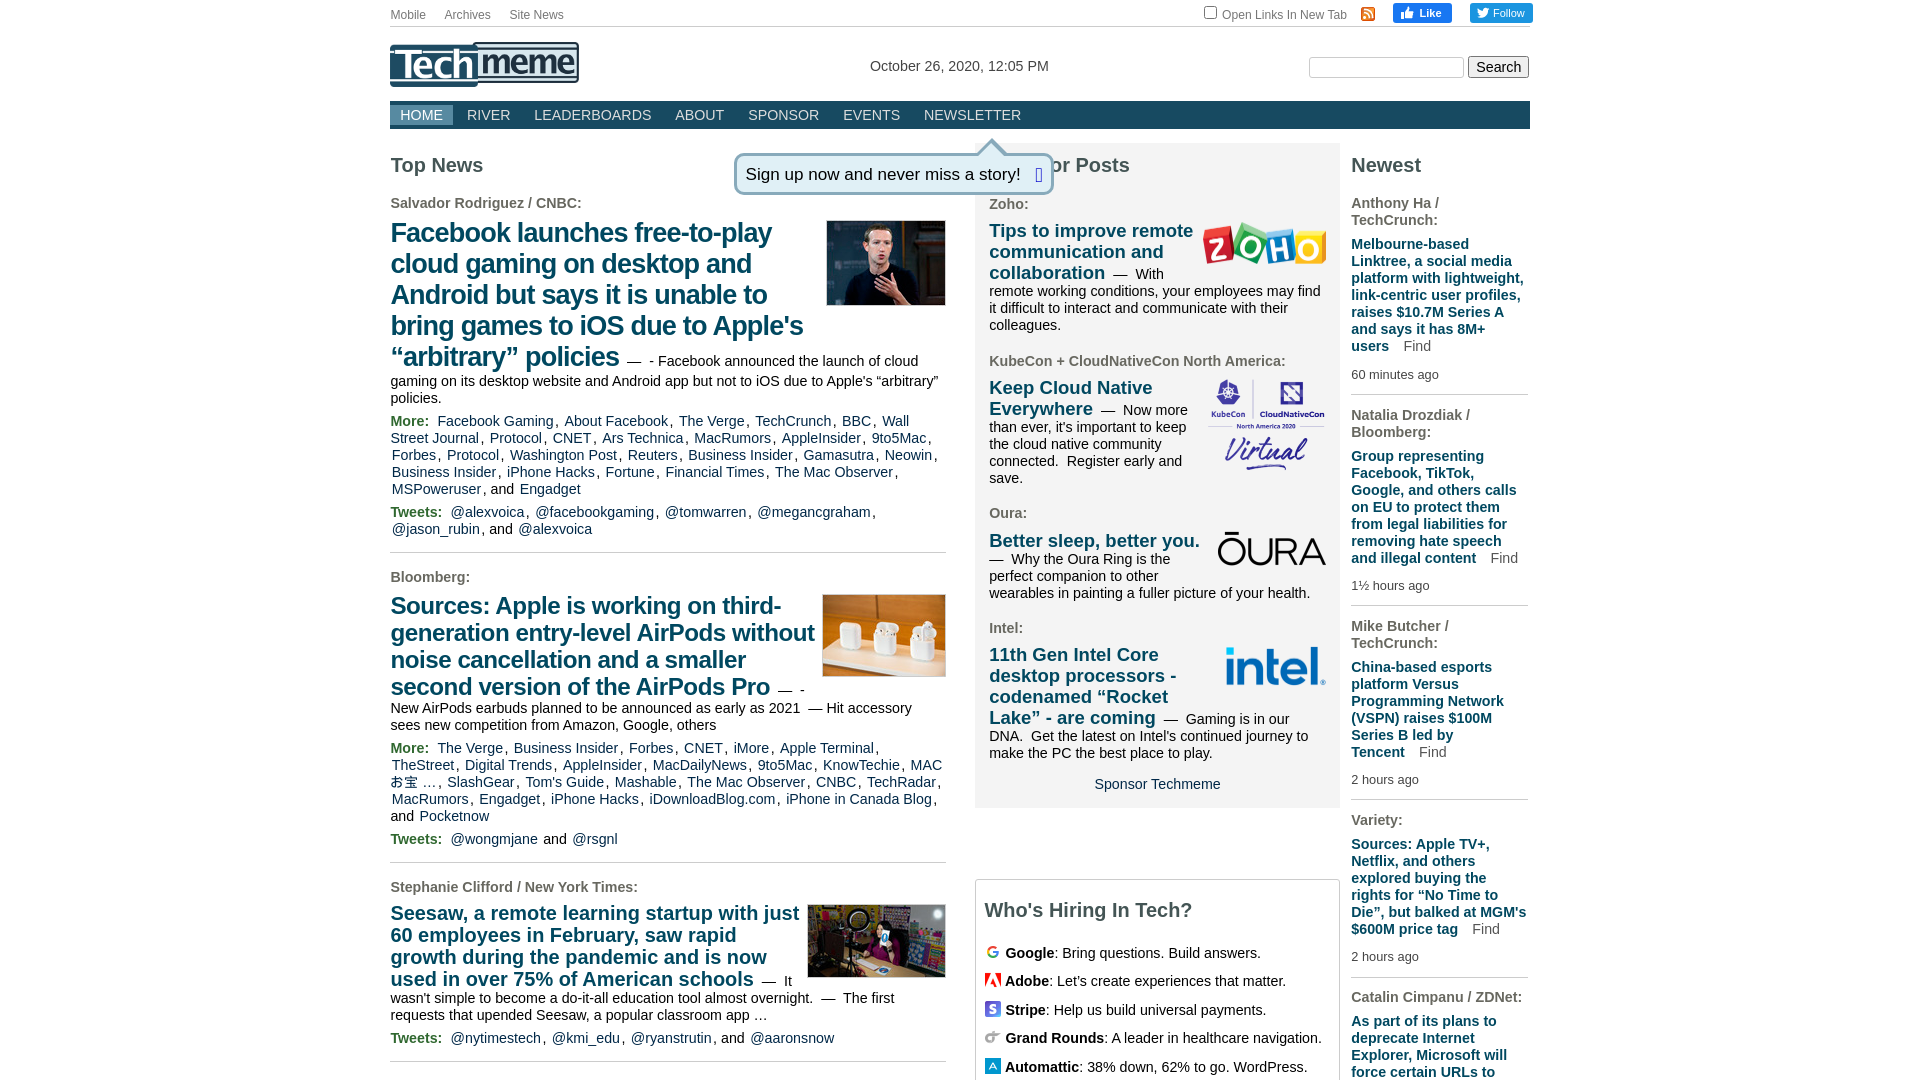 Mobile Archives Site News
Open Links In New Tab Like Follow
Techmeme
October 26, 2020, 12:05 PM
Search
HOME RIVER LEADERBOARDS ABOUT SPONSOR EVENTS NEWSLETTER
Sign up now and never miss a story!
Top News
Salvador Rodriguez / CNBC:
Facebook launches free-to-play
cloud gaming on desktop and
Android but says it is unable to
bring games to iOS due to Apple's
“arbitrary” policies — - Facebook announced the launch of cloud
gaming on its desktop website and Android app but not to iOS due to Apple's “arbitrary”
policies.
More: Facebook Gaming, About Facebook, The Verge, TechCrunch, BBC, Wall
Street Journal, Protocol, CNET, Ars Technica, MacRumors, AppleInsider, 9to5Mac,
Forbes, Protocol, Washington Post, Reuters, Business Insider, Gamasutra, Neowin,
Business Insider, iPhone Hacks, Fortune, Financial Times, The Mac Observer,
MSPoweruser, and Engadget
Tweets: @alexvoica, @facebookgaming, @tomwarren, @megancgraham,
@jason_rubin, and @alexvoica
Bloomberg:
Sources: Apple is working on third-
generation entry-level AirPods without
noise cancellation and a smaller
second version of the AirPods Pro — -
New AirPods earbuds planned to be announced as early as 2021 — Hit accessory
sees new competition from Amazon, Google, others
More: The Verge, Business Insider, Forbes, CNET, iMore, Apple Terminal,
TheStreet, Digital Trends, AppleInsider, MacDailyNews, 9to5Mac, KnowTechie, MAC
お宝 …, SlashGear, Tom's Guide, Mashable, The Mac Observer, CNBC, TechRadar,
MacRumors, Engadget, iPhone Hacks, iDownloadBlog.com, iPhone in Canada Blog,
and Pocketnow
Tweets: @wongmjane and @rsgnl
Stephanie Clifford / New York Times:
Seesaw, a remote learning startup with just
60 employees in February, saw rapid
growth during the pandemic and is now
used in over 75% of American schools — It
wasn't simple to become a do-it-all education tool almost overnight. — The first
requests that upended Seesaw, a popular classroom app …
Tweets: @nytimestech, @kmi_edu, @ryanstrutin, and @aaronsnow
or Posts
Zoho:
ZOHO
Tips to improve remote
communication and
collaboration — With
remote working conditions, your employees may find
it difficult to interact and communicate with their
colleagues.
KubeCon + CloudNativeCon North America:
KubeCon CloudNativeCon
North America 2020
Virtual
Keep Cloud Native
Everywhere — Now more
than ever, it's important to keep
the cloud native community
connected. Register early and
save.
Oura:
ŌURA
Better sleep, better you.
— Why the Oura Ring is the
perfect companion to other
wearables in painting a fuller picture of your health.
Intel:
intel.
11th Gen Intel Core
desktop processors -
codenamed “Rocket
Lake” - are coming — Gaming is in our
DNA. Get the latest on Intel's continued journey to
make the PC the best place to play.
Sponsor Techmeme
Who's Hiring In Tech?
Google: Bring questions. Build answers.
Adobe: Let’s create experiences that matter.
Stripe: Help us build universal payments.
Grand Rounds: A leader in healthcare navigation.
Automattic: 38% down, 62% to go. WordPress.
Newest
Anthony Ha /
TechCrunch:
Melbourne-based
Linktree, a social media
platform with lightweight,
link-centric user profiles,
raises $10.7M Series A
and says it has 8M+
users Find
60 minutes ago
Natalia Drozdiak /
Bloomberg:
Group representing
Facebook, TikTok,
Google, and others calls
on EU to protect them
from legal liabilities for
removing hate speech
and illegal content Find
1½ hours ago
Mike Butcher /
TechCrunch:
China-based esports
platform Versus
Programming Network
(VSPN) raises $100M
Series B led by
Tencent Find
2 hours ago
Variety:
Sources: Apple TV+,
Netflix, and others
explored buying the
rights for “No Time to
Die”, but balked at MGM's
$600M price tag Find
2 hours ago
Catalin Cimpanu / ZDNet:
As part of its plans to
deprecate Internet
Explorer, Microsoft will
force certain URLs to